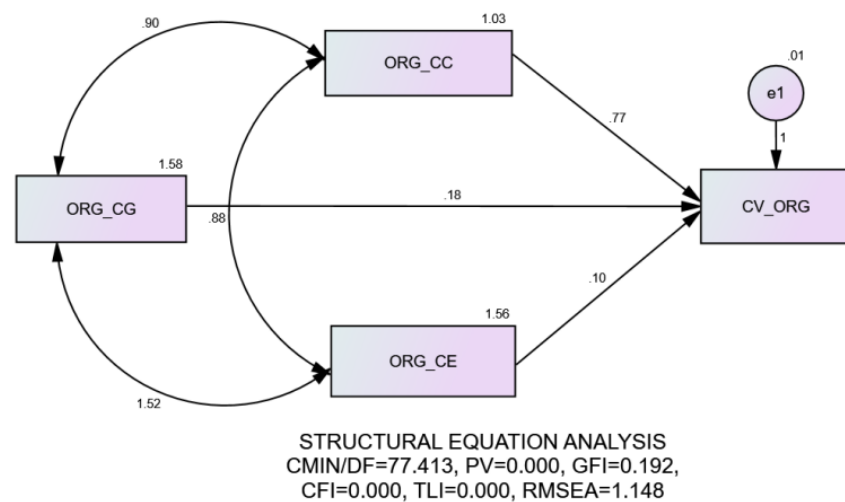 .90
1.03
ORG_CC
.01
e1
.77
1
1.58
ORG_CG
.18
CV_ORG
.88
.10
1.56
ORG_CE
1.52
STRUCTURAL EQUATION ANALYSIS
CMIN/DF=77.413, PV=0.000, GFI=0.192,
CFI=0.000, TLI=0.000, RMSEA=1.148